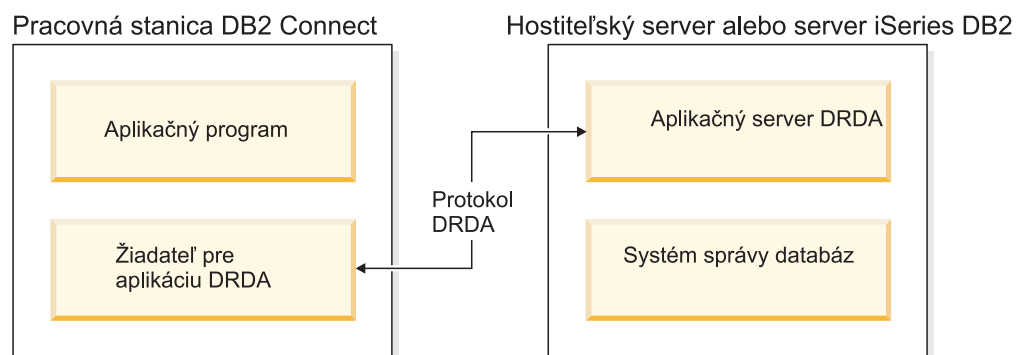 Pracovná stanica DB2 Connect
Hostiteľský server alebo server iSeries DB2
Aplikačný program
Aplikačný server DRDA
Protokol
DRDA
Žiadateľ pre
aplikáciu DRDA
Systém správy databáz